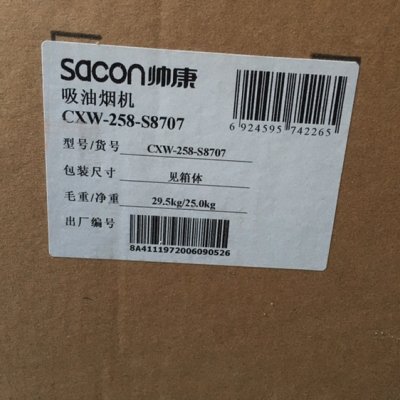 sacon帅康
吸油烟机
CXW-258-S8707
6 924595 742265
型号/货号 CXW-258-S8707
包装尺寸 见箱体
毛重/净重 29.5kg/25.0kg
出厂编号
8A4111972006090526